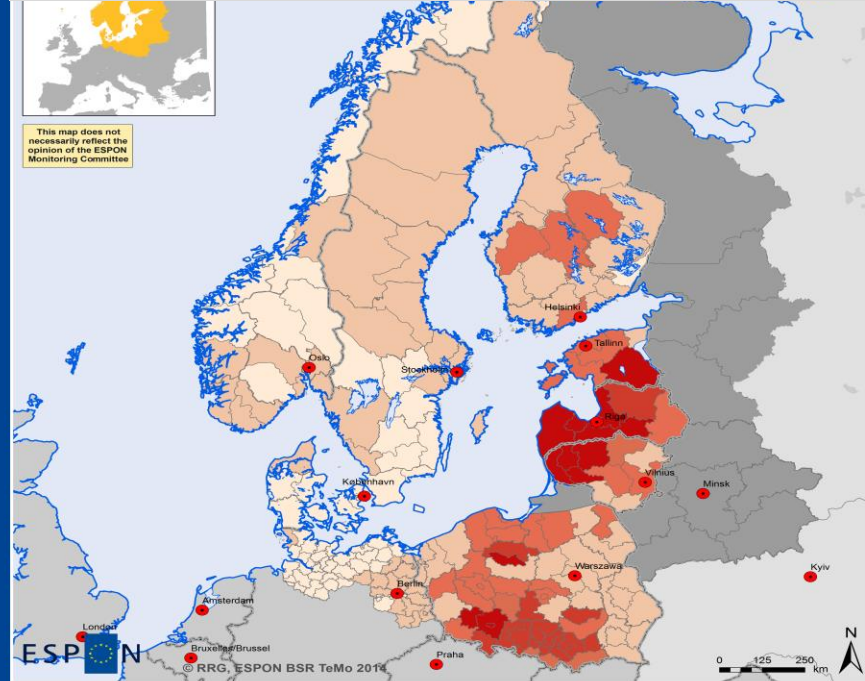 This map does not
necessarily reflect the
opinion of the ESPON
Monitoring Committee
Helsinki
Oslo
Tallinn
Stockholm
Riga
København
Vilnius
Minsk
Warszawa
Kyiv
Berlin
Amsterdam
London
Bruxelles/Brussel
Praha
ESPON
© RRG, ESPON BSR TeMo 2014
N
0 125 250
km